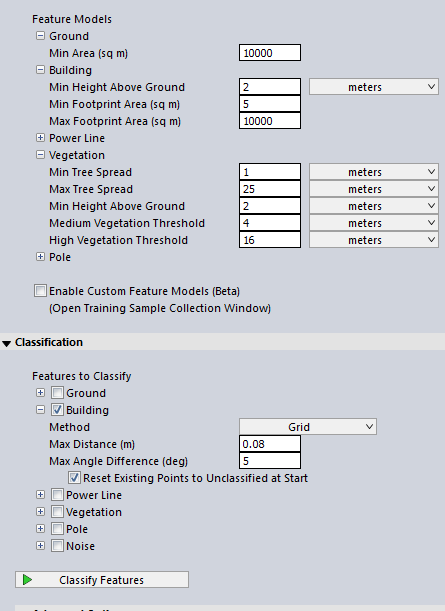 Feature Models
Ground
Min Area (sq m) 10000
Building
Min Height Above Ground 2 meters
Min Footprint Area (sq m) 5
Max Footprint Area (sq m) 10000
Power Line
Vegetation
Min Tree Spread 1 meters
Max Tree Spread 25 meters
Min Height Above Ground 2 meters
Medium Vegetation Threshold 4 meters
High Vegetation Threshold 16 meters
Pole
Enable Custom Feature Models (Beta)
(Open Training Sample Collection Window)
Classification
Features to Classify
Ground
Building
Method Grid
Max Distance (m) 0.08
Max Angle Difference (deg) 5
Reset Existing Points to Unclassified at Start
Power Line
Vegetation
Pole
Noise
Classify Features